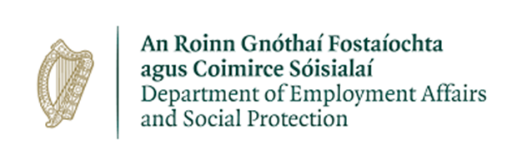 An Roinn Gnóthaí Fostaíochta
agus Coimirce Sóisialaí
Department of Employment Affairs
and Social Protection